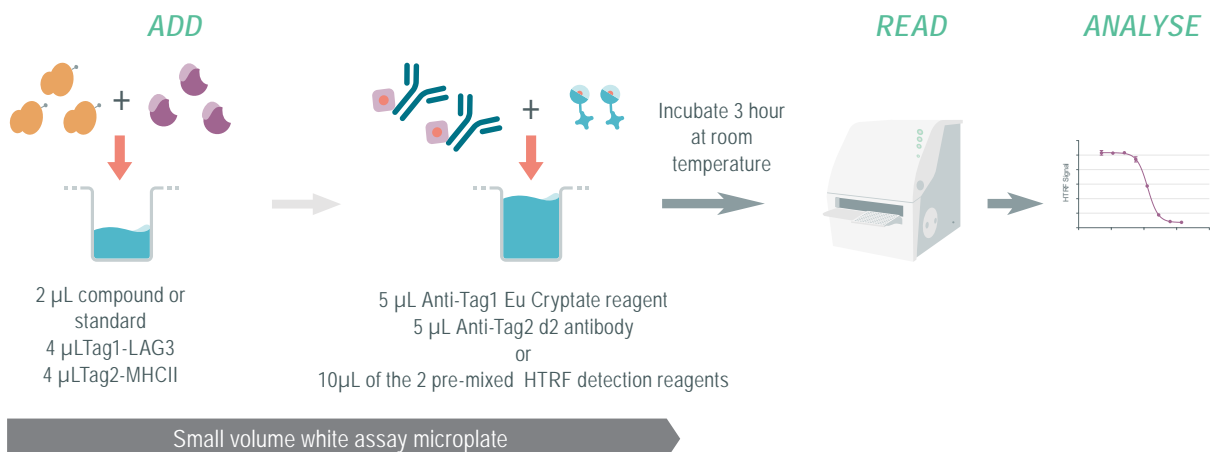 ADD
READ
ANALYSE
+
+
Incubate 3 hour
at room
temperature
HTRF Signal
2 µL compound or
standard
4 µLTag1-LAG3
4 µLTag2-MHCII
5 µL Anti-Tag1 Eu Cryptate reagent
5 µL Anti-Tag2 d2 antibody
or
10µL of the 2 pre-mixed HTRF detection reagents
Small volume white assay microplate